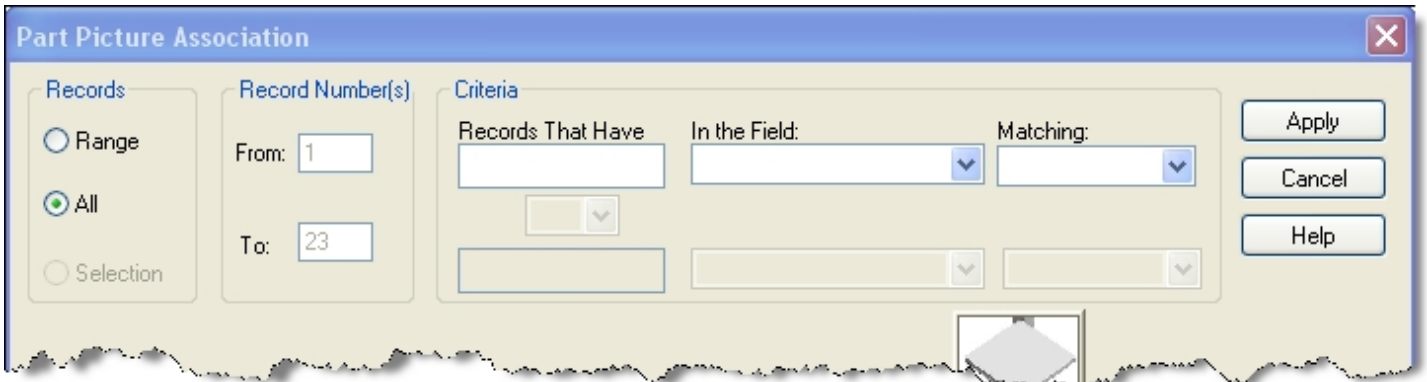 Part Picture Association
Records
Range
All
Selection
Record Number(s)
From: 1
To: 23
Criteria
Records That Have
In the Field:
Matching:
Apply
Cancel
Help